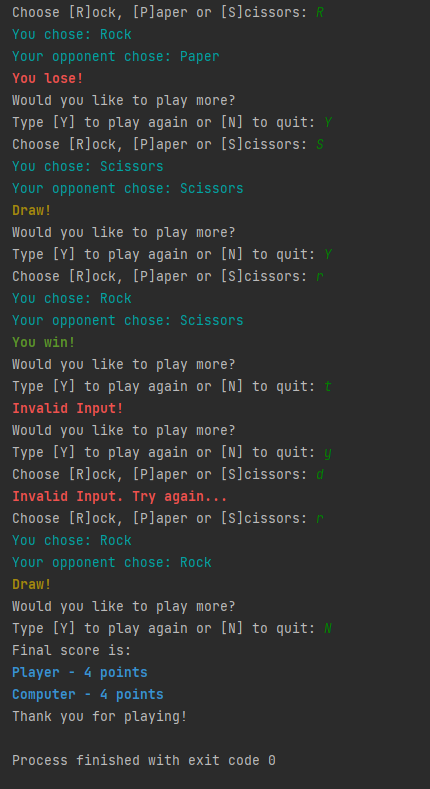 Choose [R]ock, [P]aper or [S]cissors: R
You chose: Rock
Your opponent chose: Paper
You lose!
Would you like to play more?
Type [Y] to play again or [N] to quit: Y
Choose [R]ock, [P]aper or [S]cissors: S
You chose: Scissors
Your opponent chose: Scissors
Draw!
Would you like to play more?
Type [Y] to play again or [N] to quit: Y
Choose [R]ock, [P]aper or [S]cissors: r
You chose: Rock
Your opponent chose: Scissors
You win!
Would you like to play more?
Type [Y] to play again or [N] to quit: t
Invalid Input!
Would you like to play more?
Type [Y] to play again or [N] to quit: y
Choose [R]ock, [P]aper or [S]cissors: d
Invalid Input. Try again...
Choose [R]ock, [P]aper or [S]cissors: r
You chose: Rock
Your opponent chose: Rock
Draw!
Would you like to play more?
Type [Y] to play again or [N] to quit: N
Final score is:
Player - 4 points
Computer - 4 points
Thank you for playing!
Process finished with exit code 0